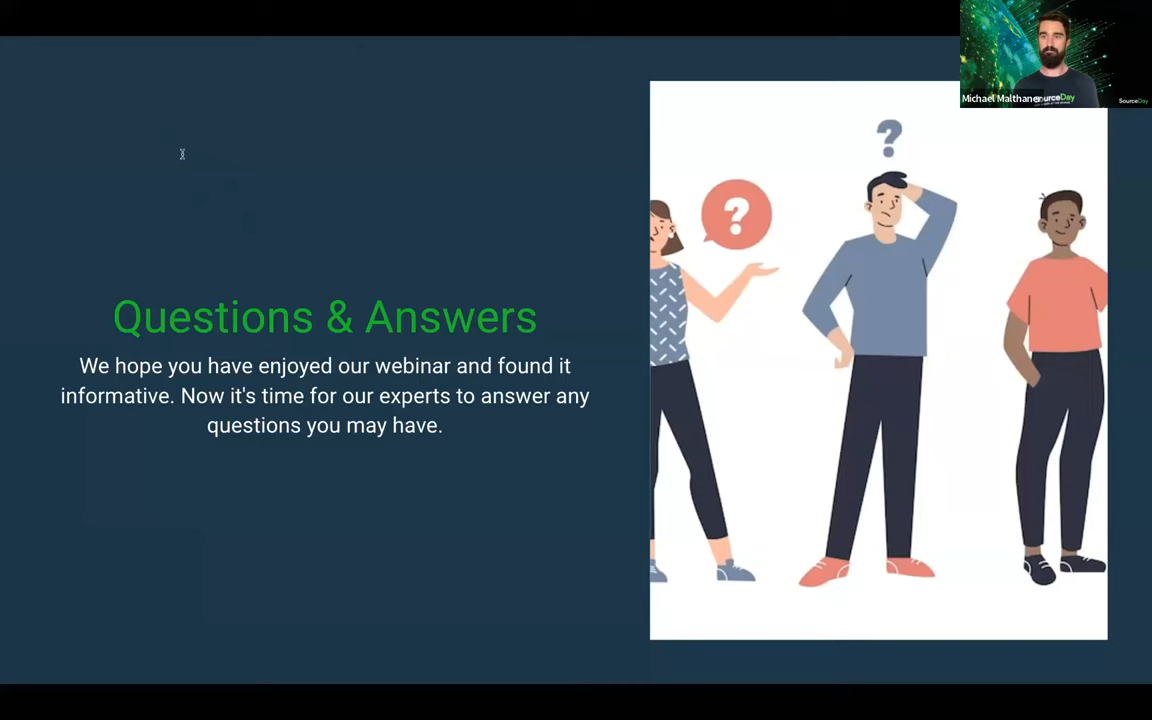 Michael Malthaner
SourceDay
?
?
Questions & Answers
We hope you have enjoyed our webinar and found it
informative. Now it's time for our experts to answer any
questions you may have.